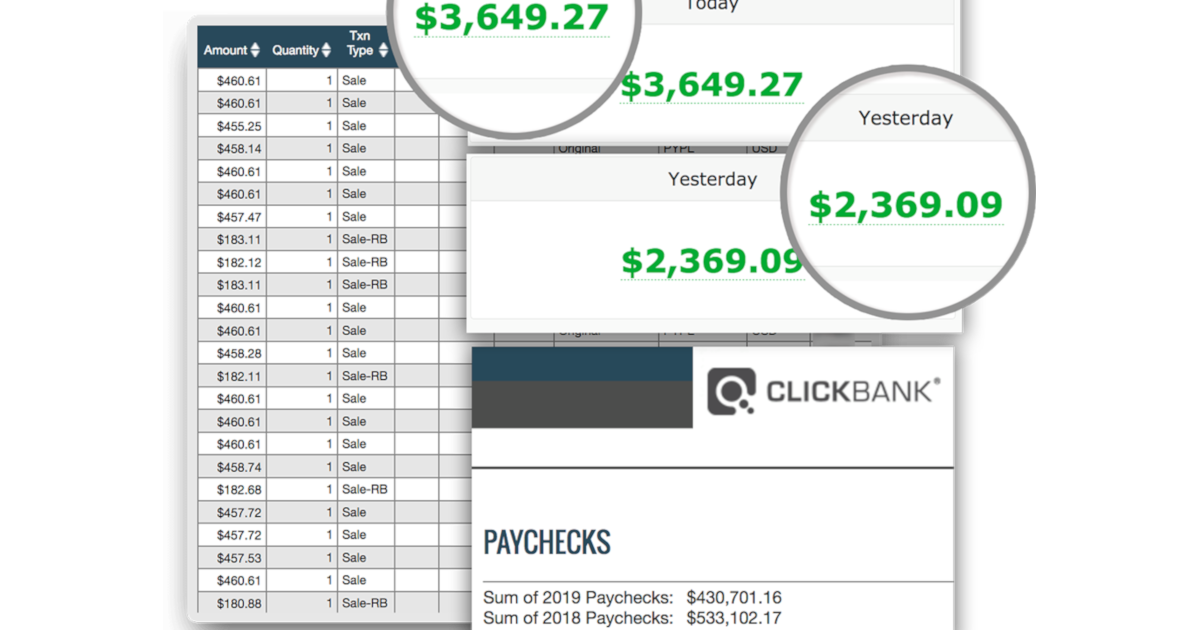 Amount Quantity Txn Type
$460.61 1 Sale
$460.61 1 Sale
$455.25 1 Sale
$458.14 1 Sale
$460.61 1 Sale
$460.61 1 Sale
$457.47 1 Sale
$183.11 1 Sale-RB
$182.12 1 Sale-RB
$183.11 1 Sale-RB
$460.61 1 Sale
$460.61 1 Sale
$458.28 1 Sale
$182.11 1 Sale-RB
$460.61 1 Sale
$460.61 1 Sale
$460.61 1 Sale
$458.74 1 Sale
$182.68 1 Sale-RB
$457.72 1 Sale
$457.72 1 Sale
$457.53 1 Sale
$460.61 1 Sale
$180.88 1 Sale-RB
$3,649.27
Today
$3,649.27
Original PYPL USD
Yesterday
$2,369.09
Yesterday
$2,369.09
Original PYPL USD
CLICKBANK®
PAYCHECKS
Sum of 2019 Paychecks: $430,701.16
Sum of 2018 Paychecks: $533,102.17